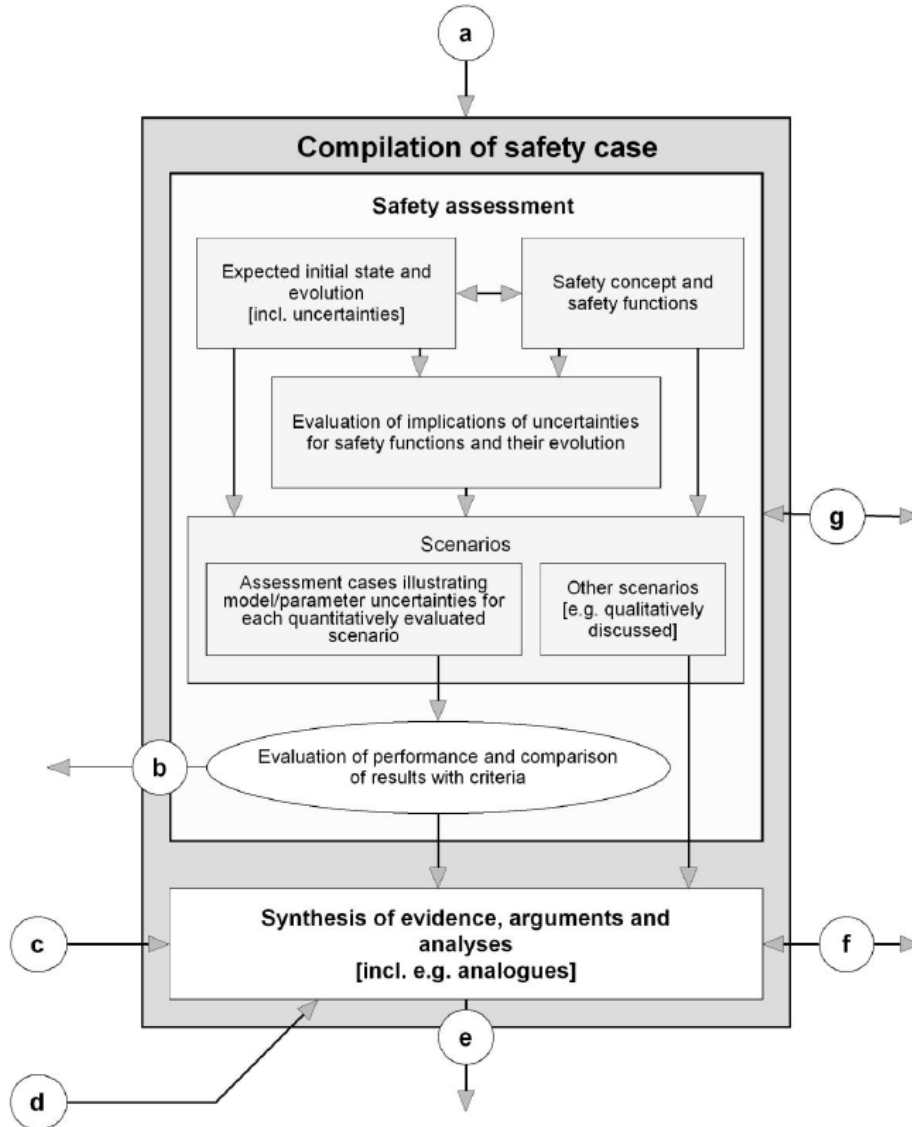 a
Compilation of safety case
Safety assessment
Expected initial state and
evolution
[incl. uncertainties]
Safety concept and
safety functions
Evaluation of implications of uncertainties
for safety functions and their evolution
g
Scenarios
Assessment cases illustrating
model/parameter uncertainties for
each quantitatively evaluated
scenario
Other scenarios
[e.g. qualitatively
discussed]
b
Evaluation of performance and comparison
of results with criteria
c
Synthesis of evidence, arguments and
analyses
[incl. e.g. analogues]
f
e
d